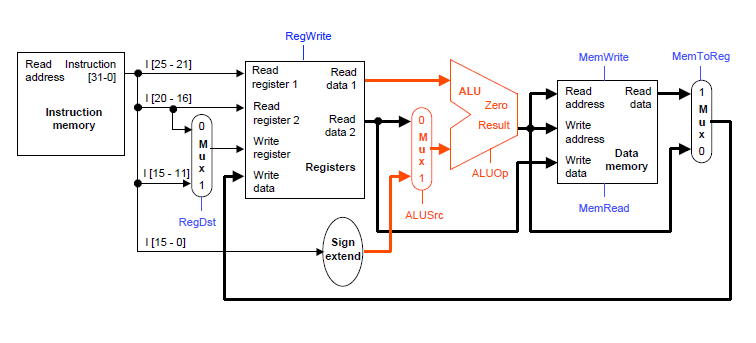 Read Instruction
address [31-0]
Instruction
memory
I [25 - 21]
I [20 - 16]
I [15 - 11]
I [15 - 0]
0
M
u
x
1
RegDst
RegWrite
Read
register 1
Read
data 1
Read
register 2
Read
data 2
Write
register
Write
data
Registers
Sign
extend
0
M
u
x
1
ALUSrc
ALU
Zero
Result
ALUOp
MemWrite
Read
address
Read
data
Write
address
Write
data
Data
memory
MemRead
MemToReg
1
M
u
x
0